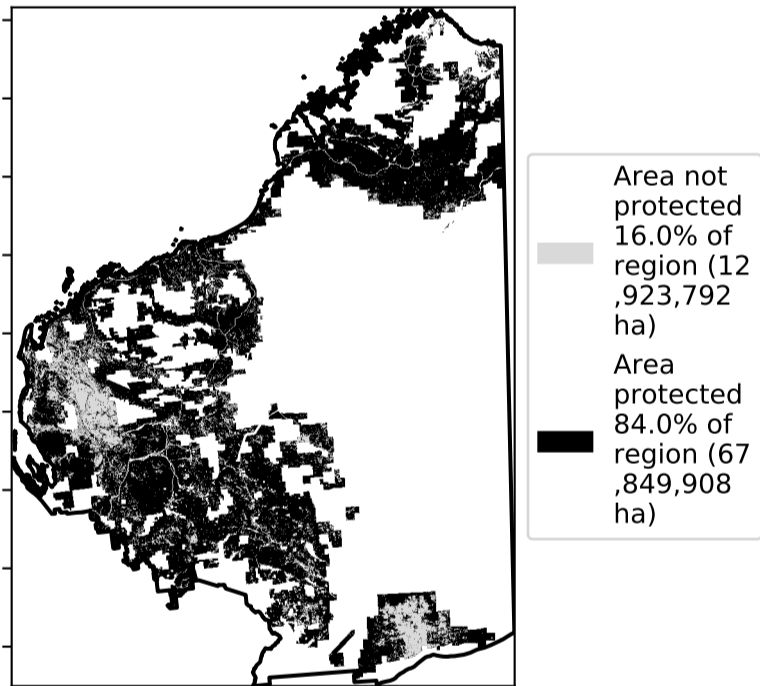 Area not
protected
16.0% of
region (12
,923,792
ha)
Area
protected
84.0% of
region (67
,849,908
ha)